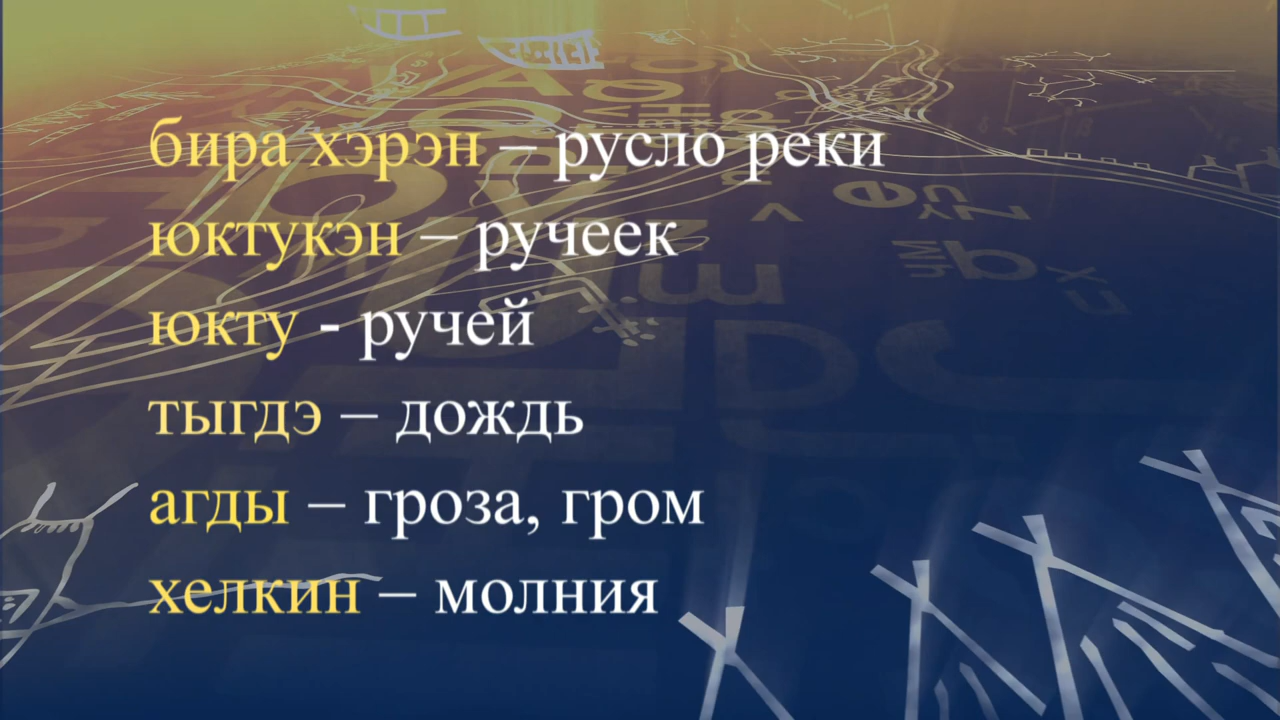 бира хэрэн – русло реки
юктукэн – ручеек
юкту - ручей
тыгдэ – дождь
агды – гроза, гром
хелкин – молния